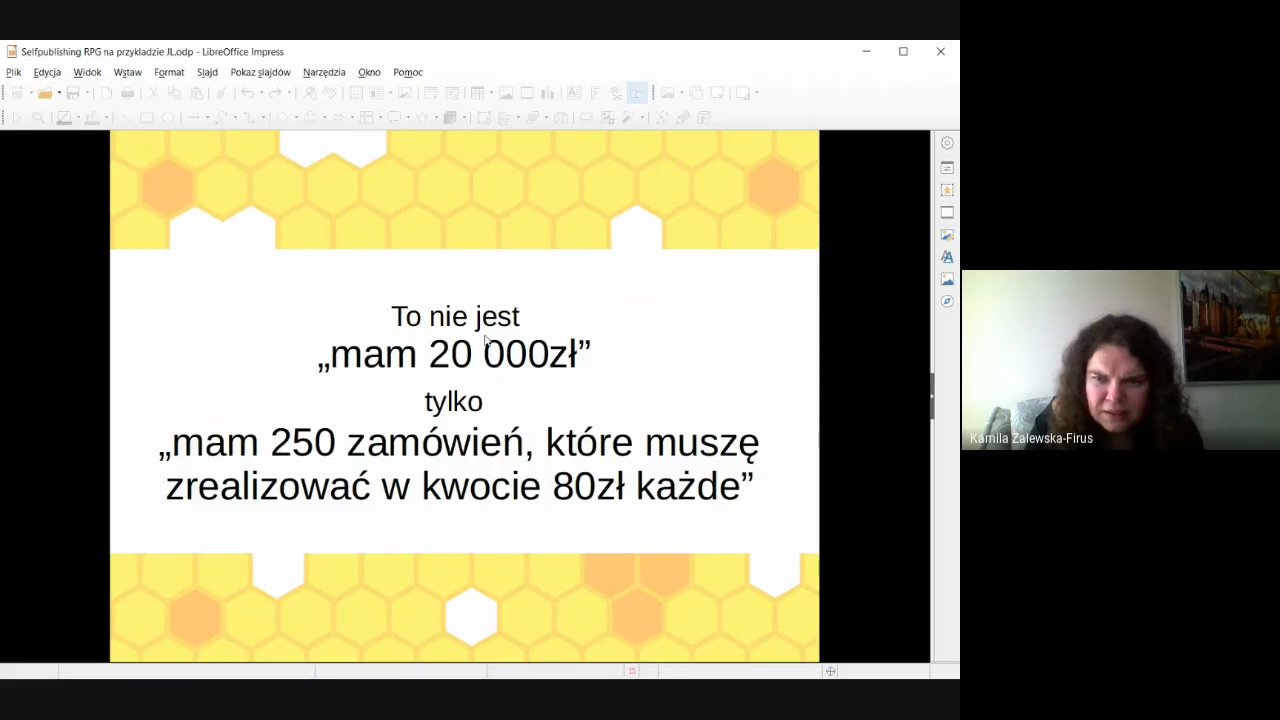 Selfpublishing RPG na przykladzie JL.odp - LibreOffice Impress
Plik Edycja Widok Wstaw Format Slajd Pokaz slajdów Narzędzia Okno Pomoc
To nie jest
„mam 20 000zł”
tylko
„mam 250 zamówień, które muszę
zrealizować w kwocie 80zł każde”
Kamila Zalewska-Firus